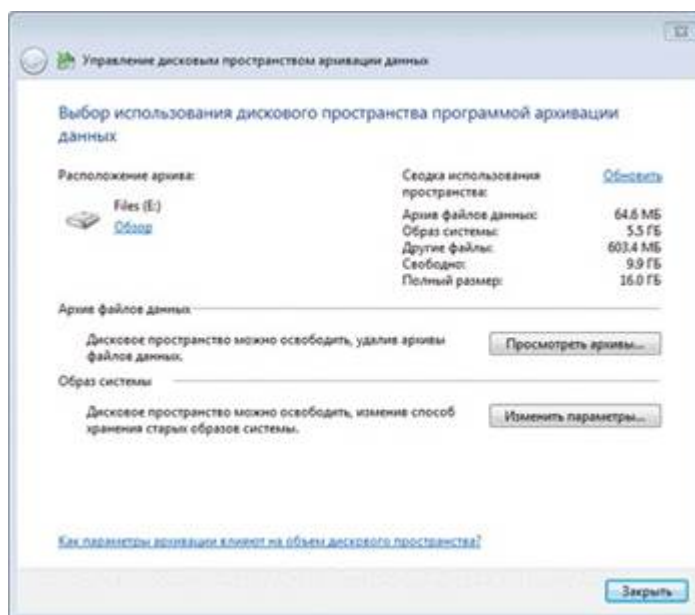 Управление дисковым пространством архивации данных
Выбор использования дискового пространства программой архивации
данных
Расположение архива:
Files (E:)
Обзор
Сводка использования
пространства:
Обновить
Архив файлов данных: 64.6 МБ
Образ системы: 5.5 ГБ
Другие файлы: 603.4 МБ
Свободно: 9.9 ГБ
Полный размер: 16.0 ГБ
Архив файлов данных
Дисковое пространство можно освободить, удалив архивы
файлов данных.
Просмотреть архивы...
Образ системы
Дисковое пространство можно освободить, изменив способ
хранения старых образов системы.
Изменить параметры...
Как параметры архивации влияют на объем дискового пространства?
Закрыть